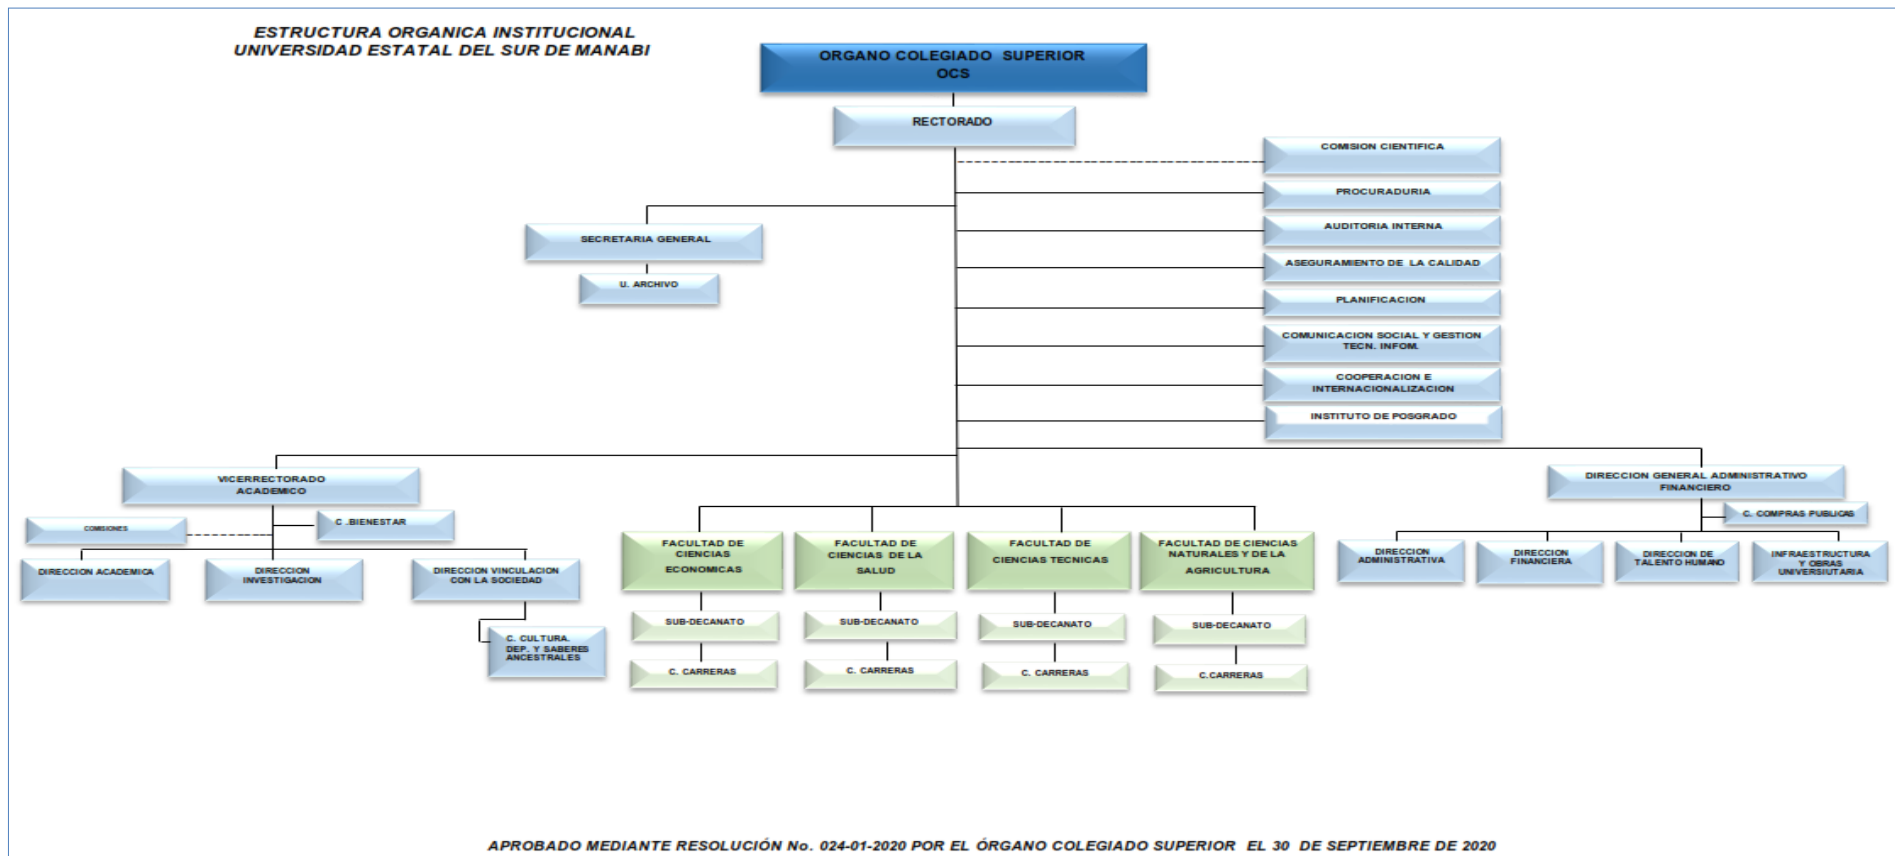 ESTRUCTURA ORGANICA INSTITUCIONAL
UNIVERSIDAD ESTATAL DEL SUR DE MANABI
ORGANO COLEGIADO SUPERIOR
OCS
RECTORADO
COMISION CIENTIFICA
PROCURADURIA
AUDITORIA INTERNA
ASEGURAMIENTO DE LA CALIDAD
PLANIFICACION
COMUNICACION SOCIAL Y GESTION
TECN. INFOM.
COOPERACION E
INTERNACIONALIZACION
INSTITUTO DE POSGRADO
SECRETARIA GENERAL
U. ARCHIVO
VICERRECTORADO
ACADEMICO
COMISIONES
C .BIENESTAR
DIRECCION ACADEMICA
DIRECCION
INVESTIGACION
DIRECCION VINCULACION
CON LA SOCIEDAD
C. CULTURA.
DEP. Y SABERES
ANCESTRALES
FACULTAD DE
CIENCIAS
ECONOMICAS
SUB-DECANATO
C. CARRERAS
FACULTAD DE
CIENCIAS DE LA
SALUD
SUB-DECANATO
C. CARRERAS
FACULTAD DE
CIENCIAS TECNICAS
SUB-DECANATO
C. CARRERAS
FACULTAD DE CIENCIAS
NATURALES Y DE LA
AGRICULTURA
SUB-DECANATO
C.CARRERAS
DIRECCION GENERAL ADMINISTRATIVO
FINANCIERO
C. COMPRAS PUBLICAS
DIRECCION
ADMINISTRATIVA
DIRECCION
FINANCIERA
DIRECCION DE
TALENTO HUMANO
INFRAESTRUCTURA
Y OBRAS
UNIVERSIUTARIA
APROBADO MEDIANTE RESOLUCIÓN No. 024-01-2020 POR EL ÓRGANO COLEGIADO SUPERIOR EL 30 DE SEPTIEMBRE DE 2020